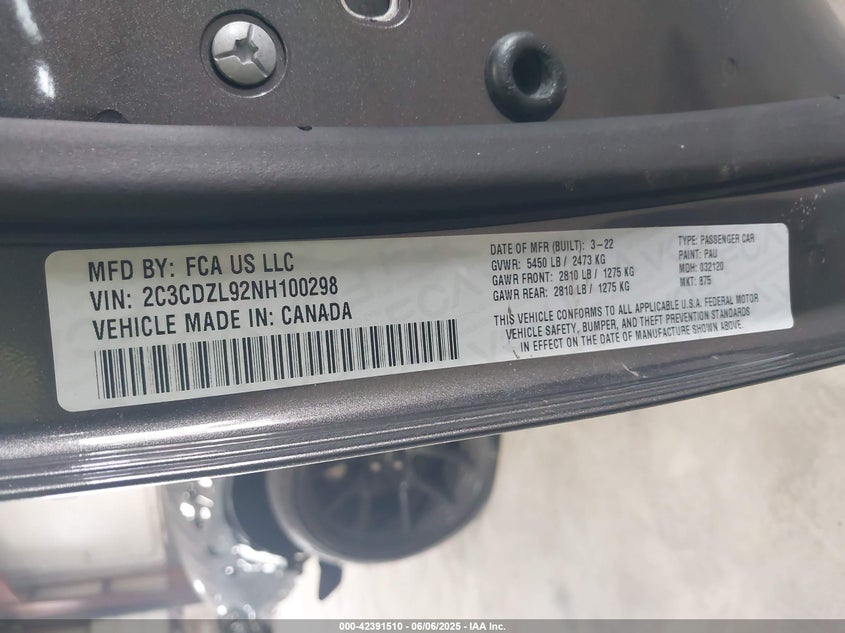 MFD BY: FCA US LLC
VIN: 2C3CDZL92NH100298
VEHICLE MADE IN: CANADA
DATE OF MFR (BUILT): 3-22
GVWR: 5450 LB / 2473 KG
GAWR FRONT: 2810 LB / 1275 KG
GAWR REAR: 2810 LB / 1275 KG
TYPE: PASSENGER CAR
PAINT: PAU
MDH: 032120
MKT: 875
THIS VEHICLE CONFORMS TO ALL APPLICABLE U.S.A. FEDERAL MOTOR
VEHICLE SAFETY, BUMPER, AND THEFT PREVENTION STANDARDS
IN EFFECT ON THE DATE OF MANUFACTURE SHOWN ABOVE.
000-42391510 - 06/06/2025 - IAA Inc.